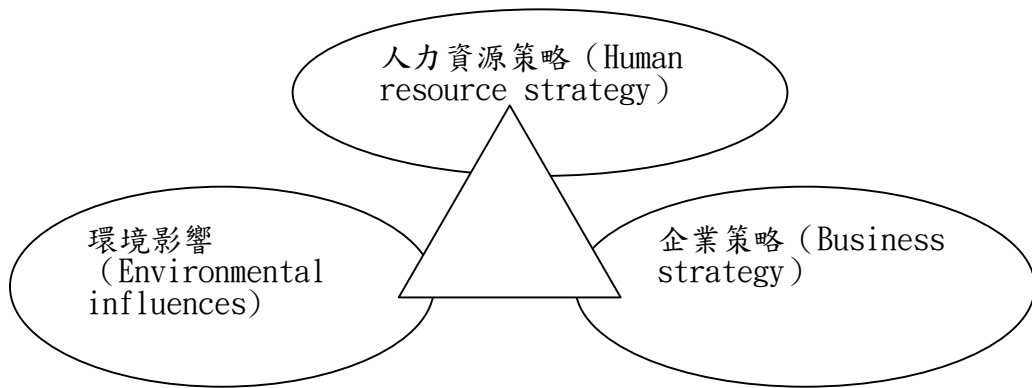 人力資源策略（Human
resource strategy）
環境影響
（Environmental
influences）
企業策略（Business
strategy）